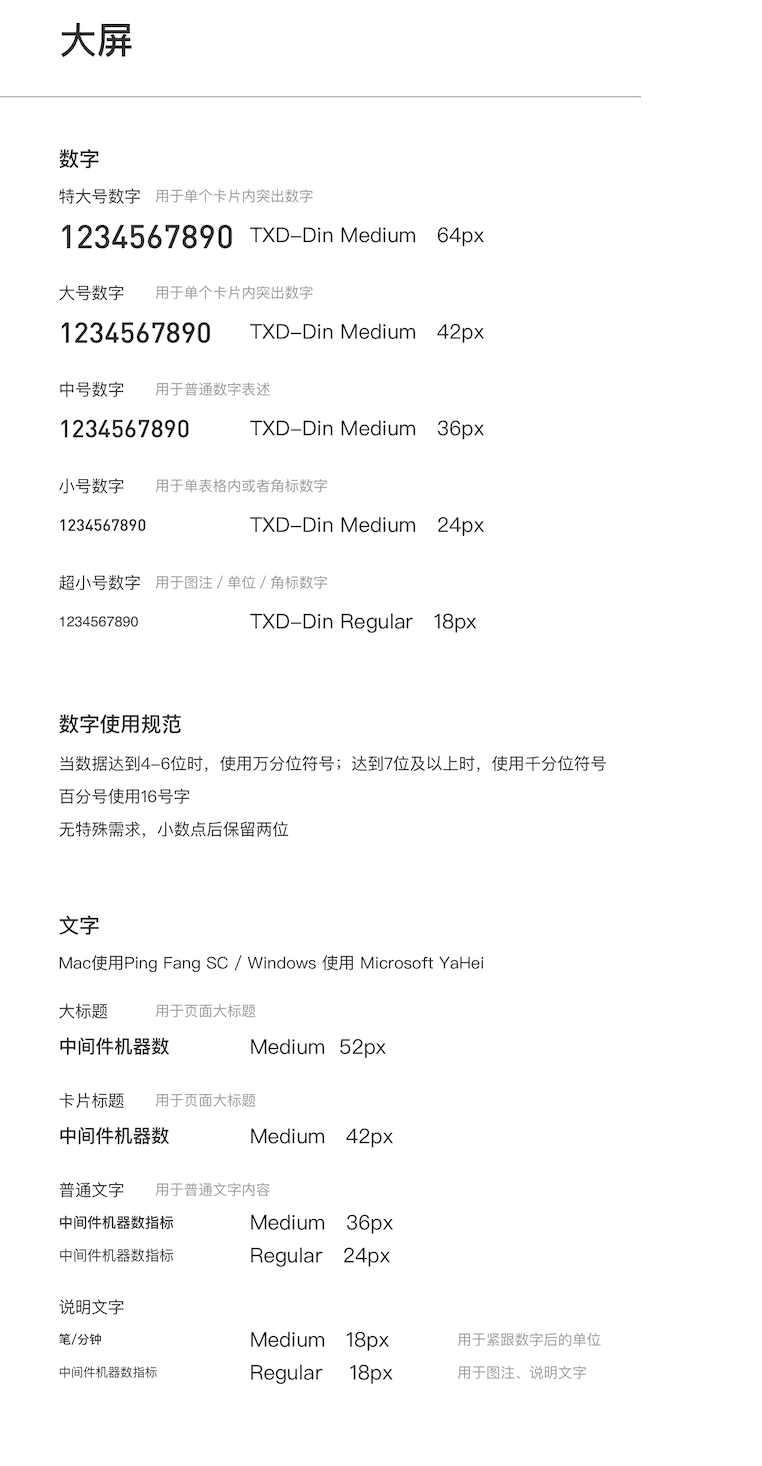 大屏
数字
特大号数字 用于单个卡片内突出数字
1234567890 TXD–Din Medium 64px
大号数字 用于单个卡片内突出数字
1234567890 TXD–Din Medium 42px
中号数字 用于普通数字表述
1234567890 TXD–Din Medium 36px
小号数字 用于单表格内或者角标数字
1234567890 TXD–Din Medium 24px
超小号数字 用于图注 / 单位 / 角标数字
1234567890 TXD–Din Regular 18px
数字使用规范
当数据达到4–6位时，使用万分位符号；达到7位及以上时，使用千分位符号
百分号使用16号字
无特殊需求，小数点后保留两位
文字
Mac使用Ping Fang SC / Windows 使用 Microsoft YaHei
大标题 用于页面大标题
中间件机器数 Medium 52px
卡片标题 用于页面大标题
中间件机器数 Medium 42px
普通文字 用于普通文字内容
中间件机器数指标 Medium 36px
中间件机器数指标 Regular 24px
说明文字
笔/分钟 Medium 18px 用于紧跟数字后的单位
中间件机器数指标 Regular 18px 用于图注、说明文字